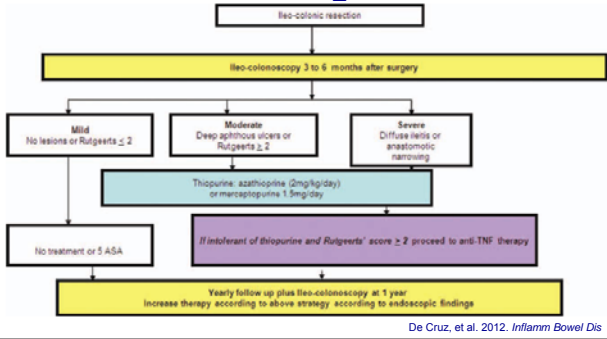 Ileo-colonic resection
Ileo-colonoscopy 3 to 6 months after surgery
Mild
No lesions or Rutgeerts ≤ 2
Moderate
Deep aphthous ulcers or
Rutgeerts ≥ 2
Severe
Diffuse ileitis or
anastomotic
narrowing
Thiopurine: azathioprine (2mg/kg/day)
or mercaptopurine 1.5mg/day
No treatment or 5 ASA
If intolerant of thiopurine and Rutgeerts' score ≥ 2 proceed to anti-TNF therapy
Yearly follow up plus Ileo-colonoscopy at 1 year
Increase therapy according to above strategy according to endoscopic findings
De Cruz, et al. 2012. Inflamm Bowel Dis